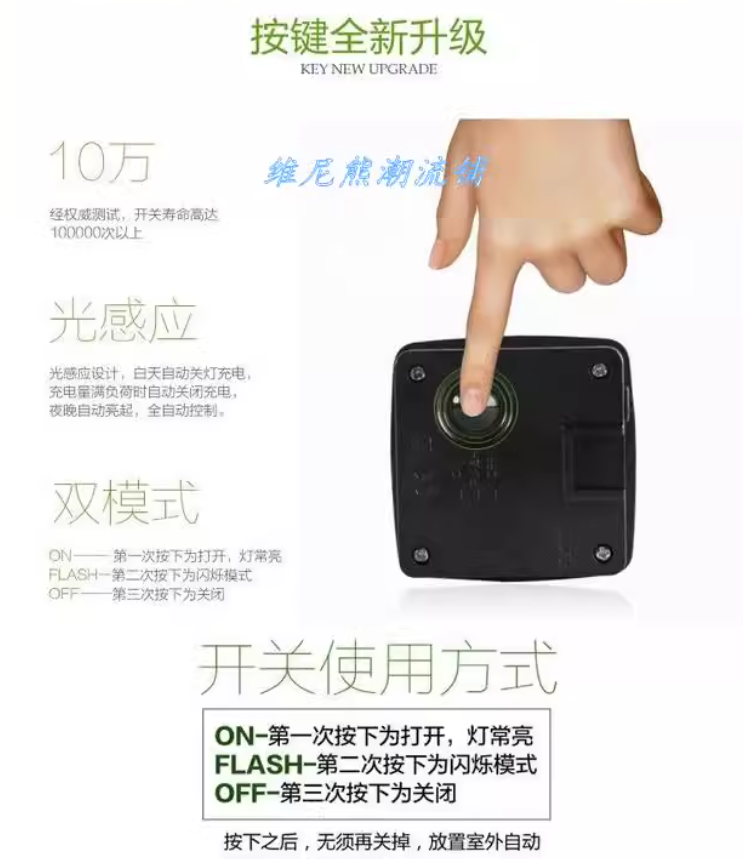 按键全新升级
KEY NEW UPGRADE
10万
维尼熊潮流铺
经权威测试，开关寿命高达
100000次以上
光感应
光感应设计，白天自动关灯充电，
充电量满负荷时自动关闭充电，
夜晚自动亮起，全自动控制。
双模式
ON—— 第一次按下为打开，灯常亮
FLASH—第二次按下为闪烁模式
OFF——第三次按下为关闭
开关使用方式
ON-第一次按下为打开，灯常亮
FLASH-第二次按下为闪烁模式
OFF-第三次按下为关闭
按下之后，无须再关掉，放置室外自动